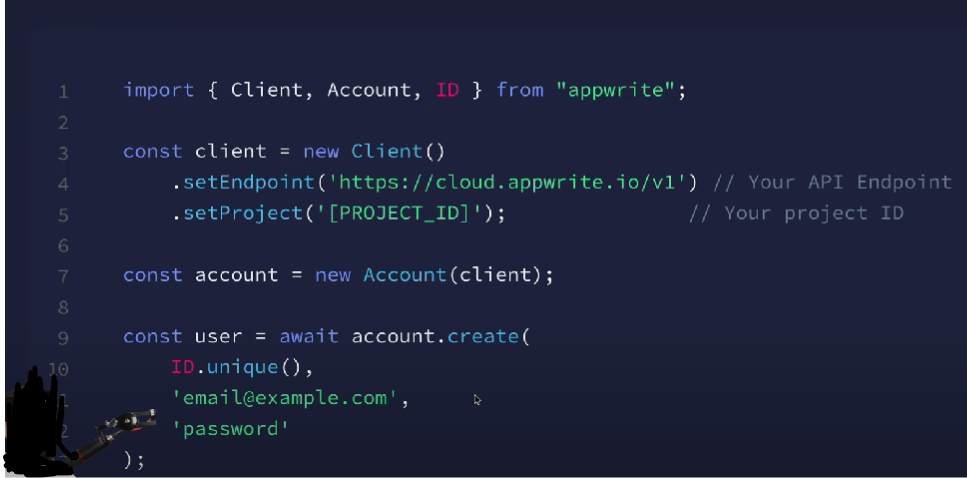 1 import { Client, Account, ID } from "appwrite";
2
3 const client = new Client()
4 .setEndpoint('https://cloud.appwrite.io/v1') // Your API Endpoint
5 .setProject('[PROJECT_ID]'); // Your project ID
6
7 const account = new Account(client);
8
9 const user = await account.create(
10 ID.unique(),
'email@example.com',
2 'password'
);